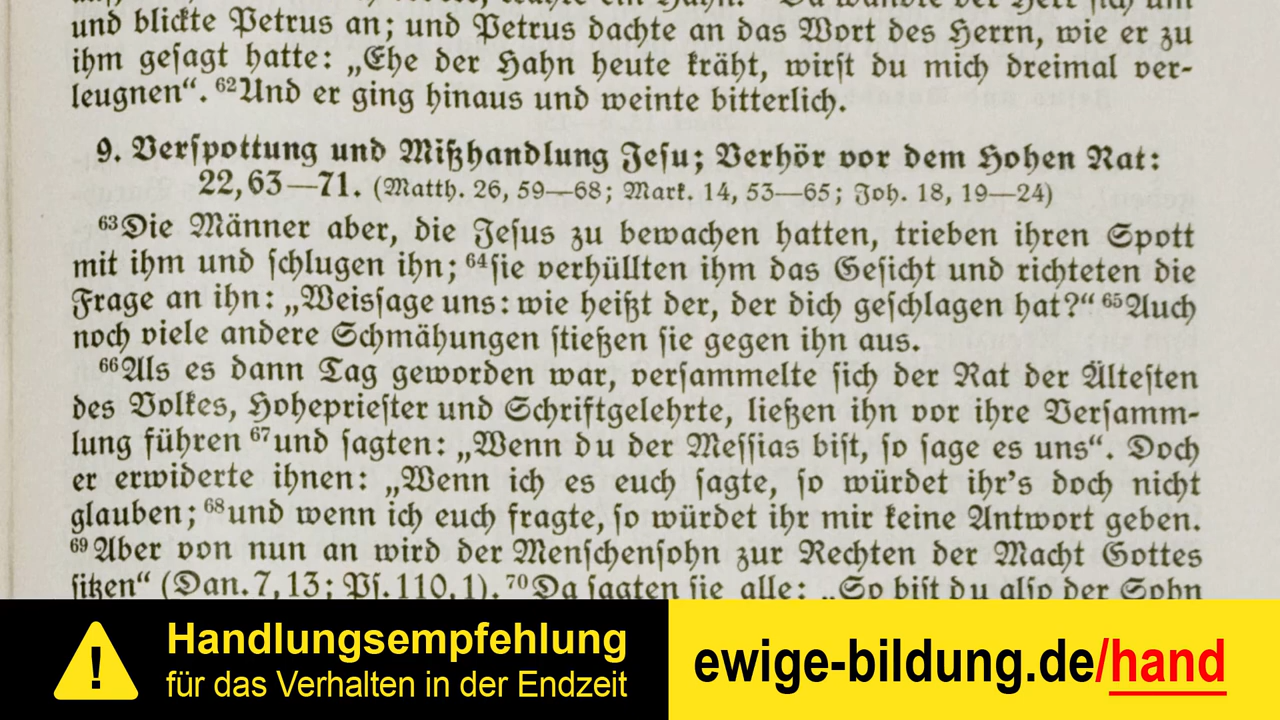 und blickte Petrus an; und Petrus dachte an das Wort des Herrn, wie er zu
ihm gesagt hatte: „Ehe der Hahn heute kräht, wirst du mich dreimal ver-
leugnen“. ⁶²Und er ging hinaus und weinte bitterlich.
9. Verspottung und Mißhandlung Jesu; Verhör vor dem Hohen Rat:
22,63—71. (Matth. 26, 59—68; Mark. 14, 53—65; Joh. 18, 19—24)
⁶³Die Männer aber, die Jesus zu bewachen hatten, trieben ihren Spott
mit ihm und schlugen ihn; ⁶⁴sie verhüllten ihm das Gesicht und richteten die
Frage an ihn: „Weissage uns: wie heißt der, der dich geschlagen hat?“ ⁶⁵Auch
noch viele andere Schmähungen stießen sie gegen ihn aus.
⁶⁶Als es dann Tag geworden war, versammelte sich der Rat der Ältesten
des Volkes, Hohepriester und Schriftgelehrte, ließen ihn vor ihre Versamm-
lung führen ⁶⁷und sagten: „Wenn du der Messias bist, so sage es uns“. Doch
er erwiderte ihnen: „Wenn ich es euch sagte, so würdet ihr’s doch nicht
glauben; ⁶⁸und wenn ich euch fragte, so würdet ihr mir keine Antwort geben.
⁶⁹Aber von nun an wird der Menschensohn zur Rechten der Macht Gottes
sitzen“ (Dan. 7, 13; Ps. 110, 1). ⁷⁰Da sagten sie alle: „So bist du also der Sohn
Handlungsempfehlung
für das Verhalten in der Endzeit
ewige-bildung.de/hand